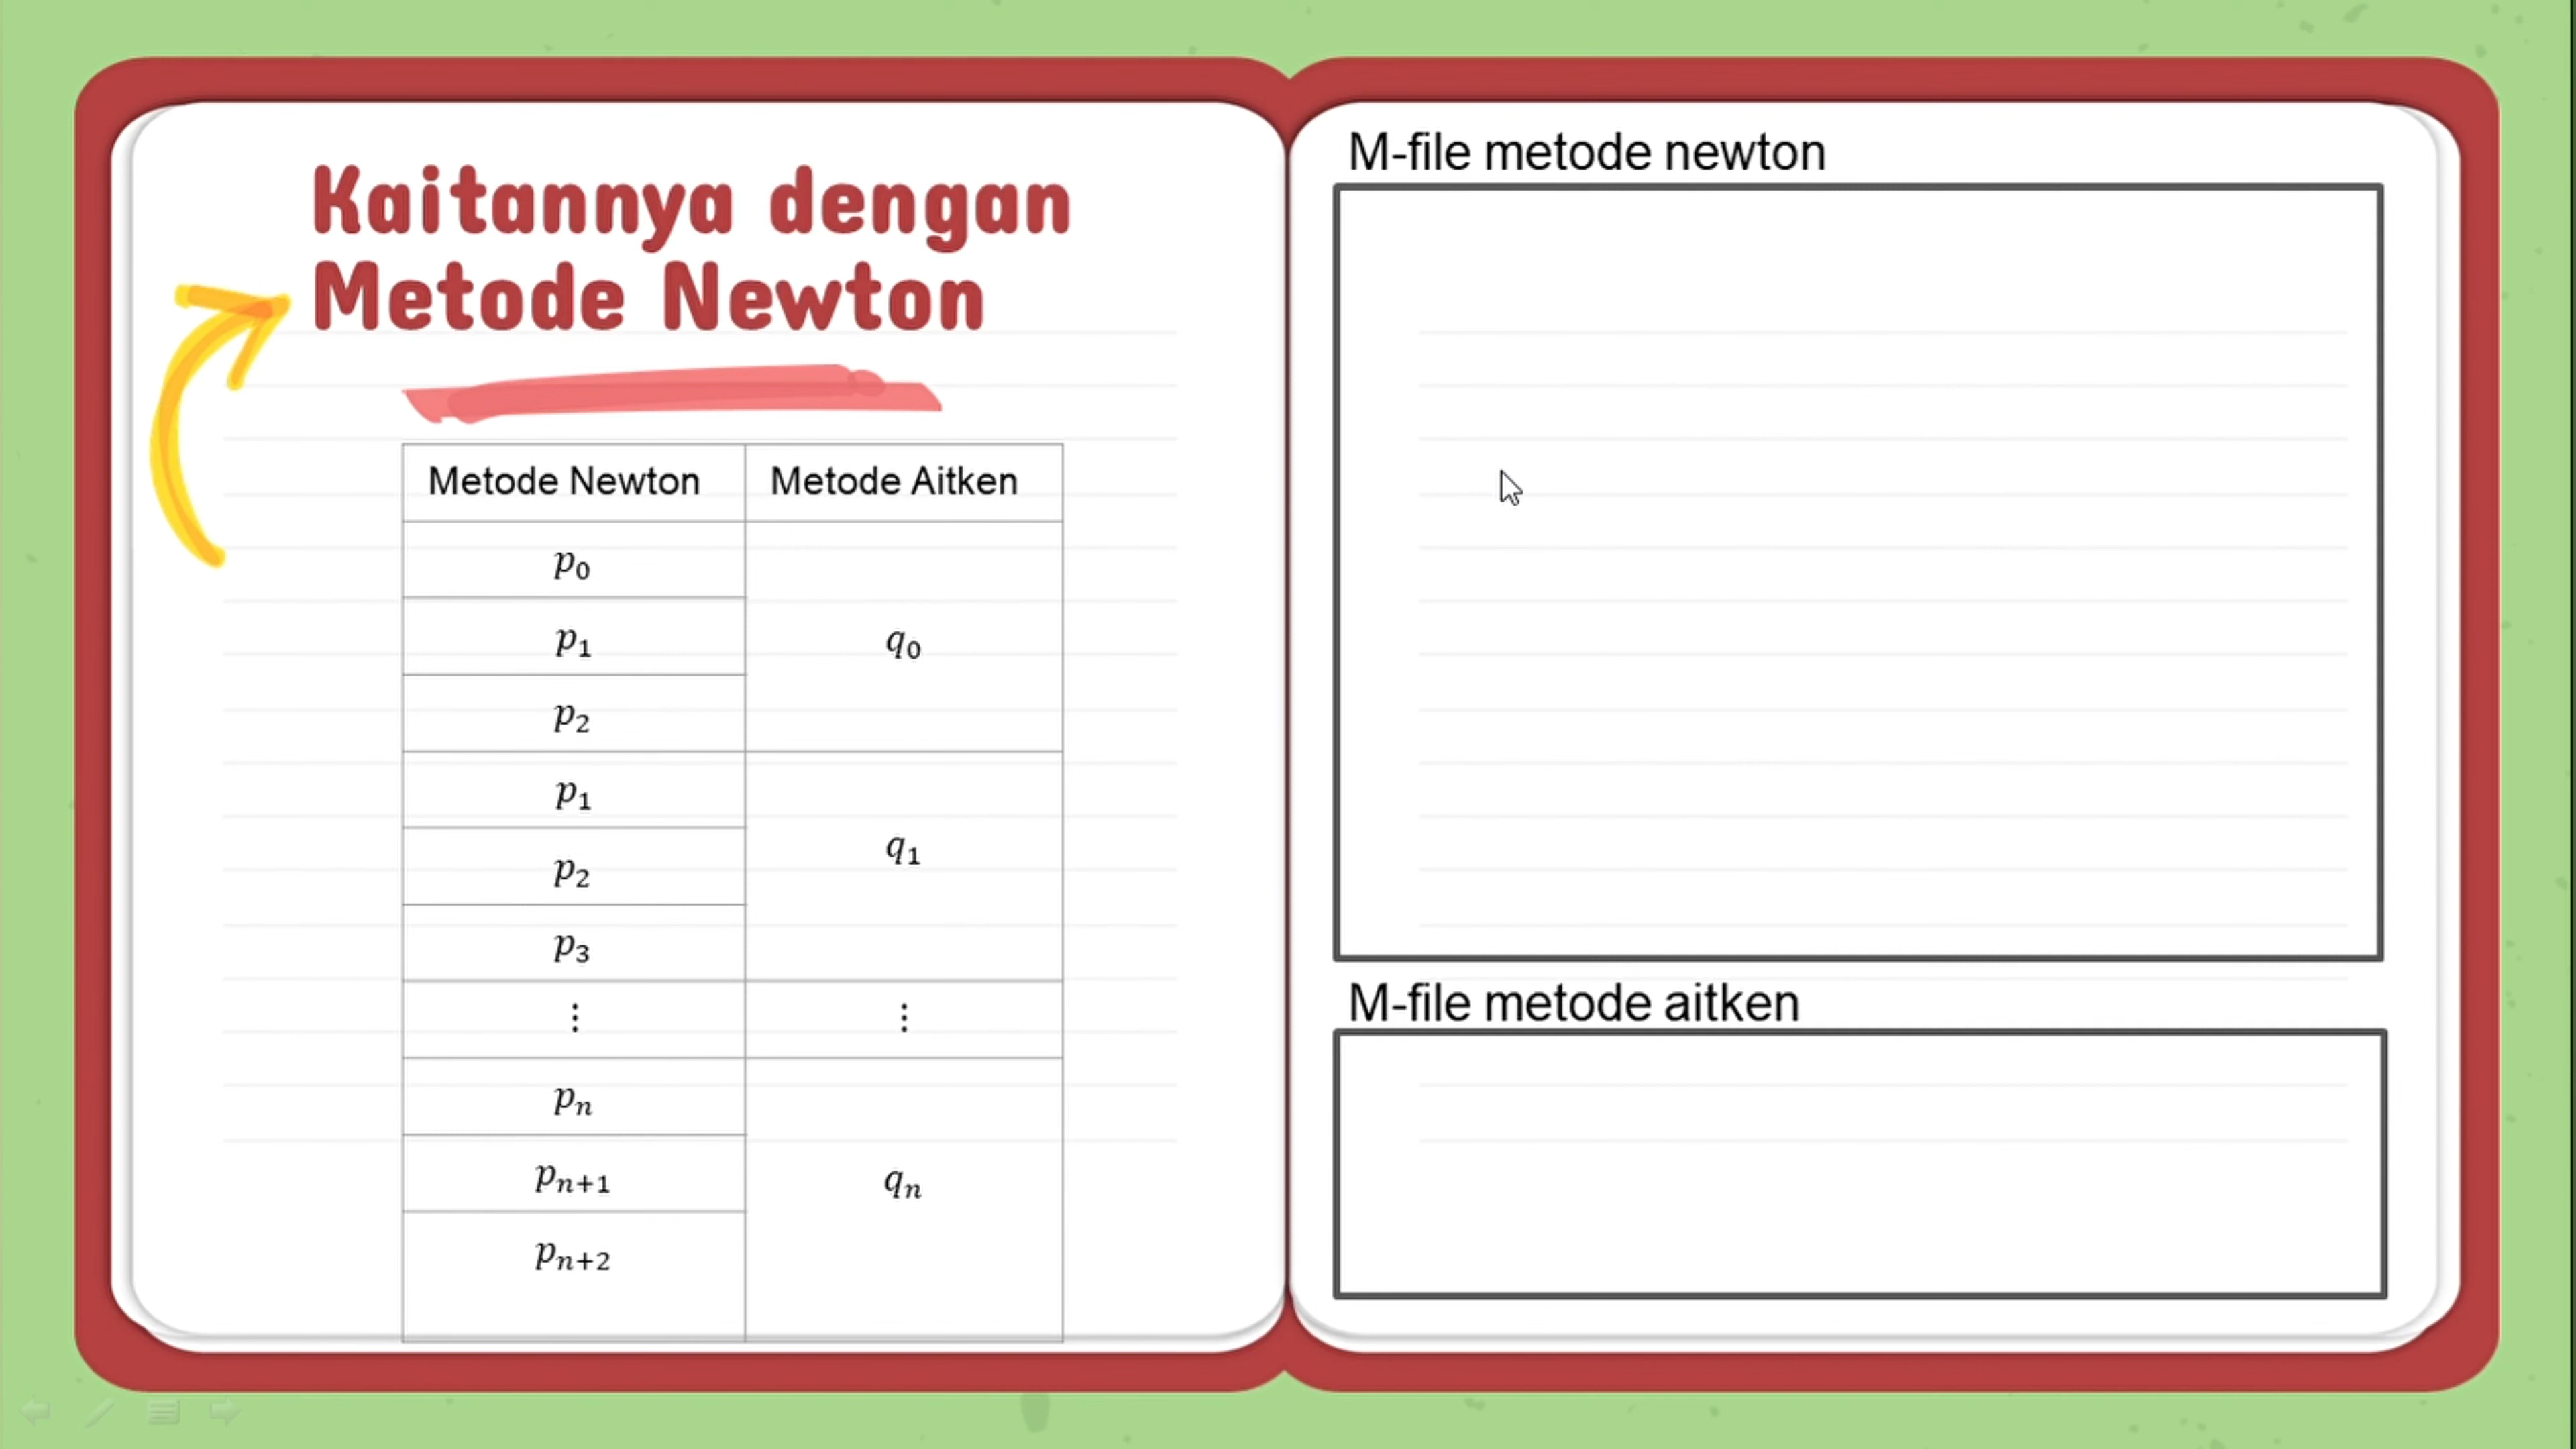 Kaitannya dengan
Metode Newton
Metode Newton Metode Aitken
p₀
p₁ q₀
p₂
p₁
p₂ q₁
p₃
⋮ ⋮
pₙ
pₙ₊₁ qₙ
pₙ₊₂
M-file metode newton
M-file metode aitken